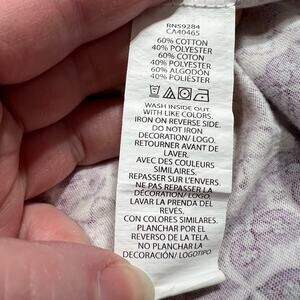 RN59284
CA40465
60% COTTON
40% POLYESTER
60% COTON
40% POLYESTER
60% ALGODÓN
40% POLIÉSTER
WASH INSIDE OUT
WITH LIKE COLORS.
IRON ON REVERSE SIDE.
DO NOT IRON
DECORATION/ LOGO.
RETOURNER AVANT DE
LAVER.
AVEC DES COULEURS
SIMILAIRES.
REPASSER SUR L'ENVERS.
NE PAS REPASSER LA
DÉCORATION/ LOGO.
LAVAR LA PRENDA DEL
REVÉS.
CON COLORES SIMILARES.
PLANCHAR POR EL
REVERSO DE LA TELA.
NO PLANCHAR LA
DECORACIÓN/ LOGOTIPO.